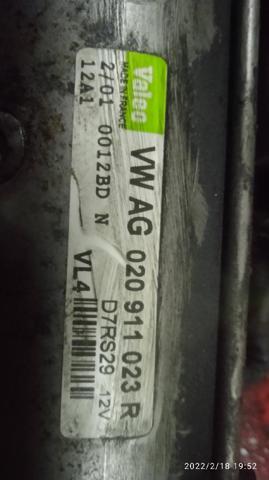 Valeo
MADE IN FRANCE
VW AG 020 911 023 R
2/01 0012BD N D7RS29 12V
12A1 VL4
2022/2/18 19:52